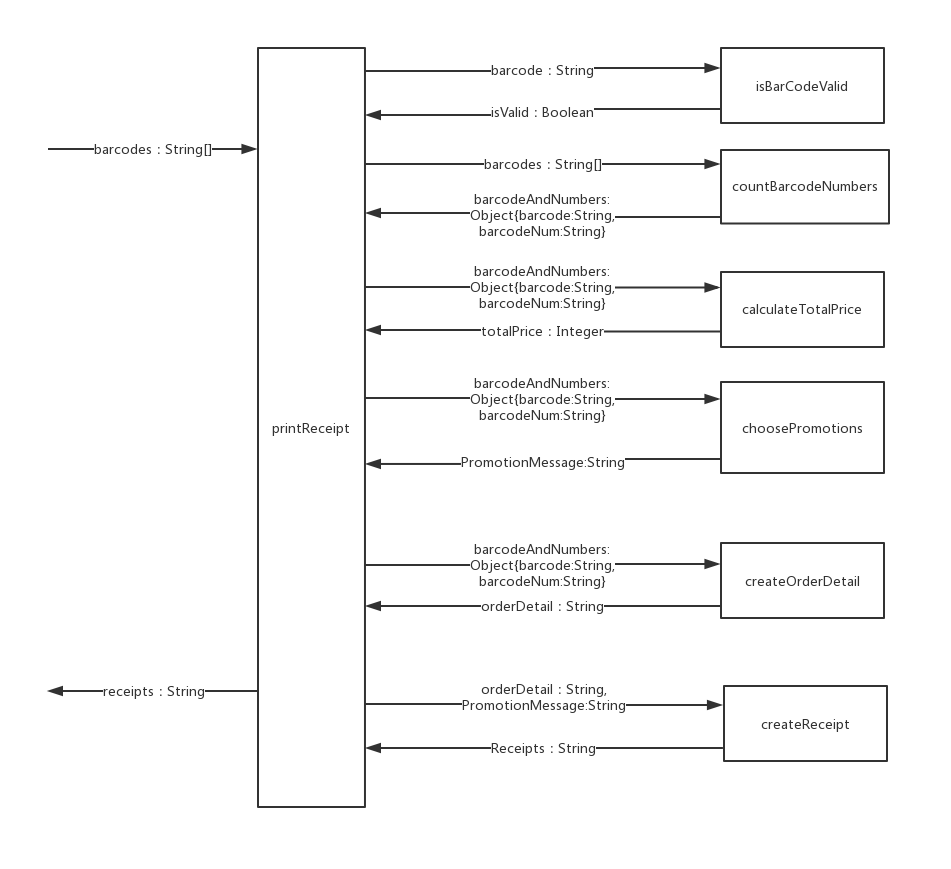 barcode : String
isBarCodeValid
isValid : Boolean
barcodes : String[]
barcodes : String[]
countBarcodeNumbers
barcodeAndNumbers:
Object{barcode:String,
barcodeNum:String}
barcodeAndNumbers:
Object{barcode:String,
barcodeNum:String}
calculateTotalPrice
totalPrice : Integer
barcodeAndNumbers:
Object{barcode:String,
barcodeNum:String}
choosePromotions
printReceipt
PromotionMessage:String
barcodeAndNumbers:
Object{barcode:String,
barcodeNum:String}
createOrderDetail
orderDetail : String
receipts : String
orderDetail : String,
PromotionMessage:String
createReceipt
Receipts : String